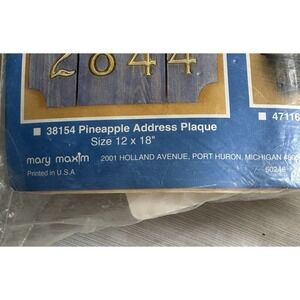 2844
38154 Pineapple Address Plaque
Size 12 x 18"
47116
mary maxim
2001 HOLLAND AVENUE, PORT HURON, MICHIGAN
Printed in U.S.A
60246